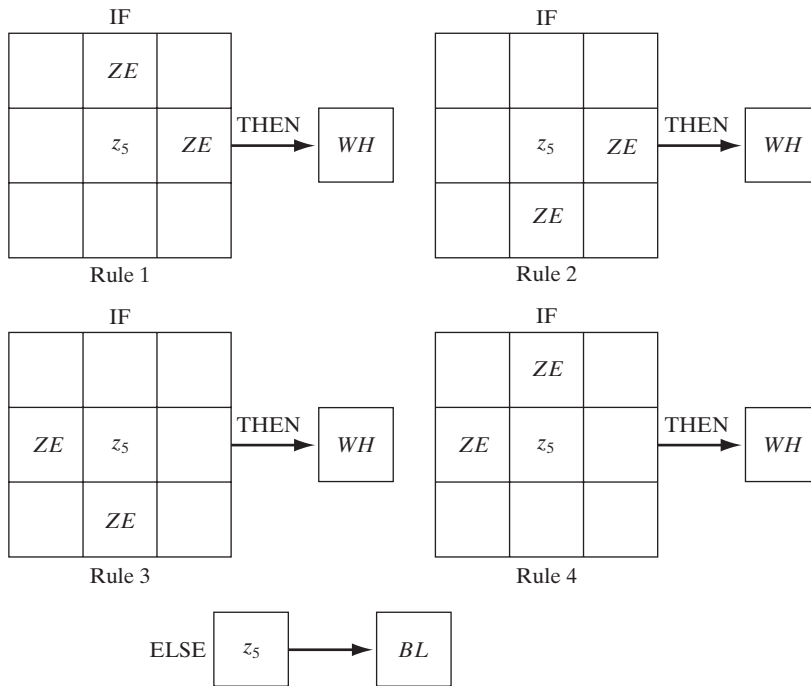 IF
ZE
z5 ZE THEN WH
Rule 1
IF
z5 ZE THEN WH
ZE
Rule 2
IF
ZE z5 THEN WH
ZE
Rule 3
IF
ZE
ZE z5 THEN WH
Rule 4
ELSE z5 BL